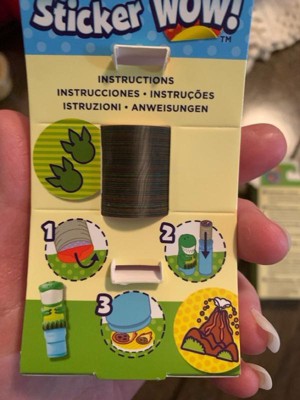 Sticker WOW!
TM
INSTRUCTIONS
INSTRUCCIONES • INSTRUÇÕES
ISTRUZIONI • ANWEISUNGEN
1
2
3